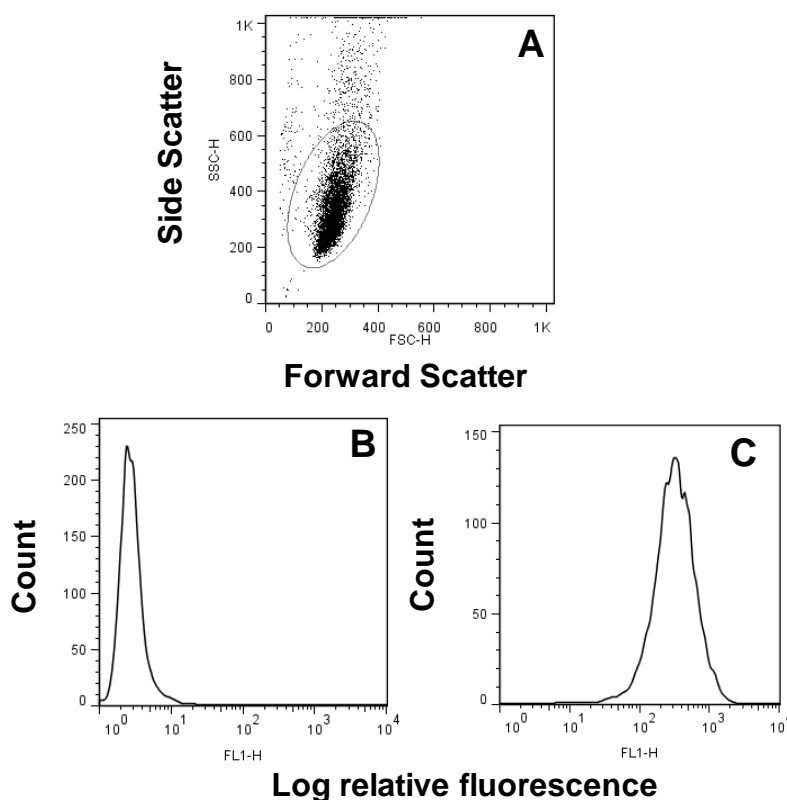 A
Side Scatter
SSC-H
1K
800
600
400
200
0
0 200 400 600 800 1K
FSC-H
Forward Scatter
B
Count
250
200
150
100
50
0
10^0 10^1 10^2 10^3 10^4
FL1-H
C
Count
150
100
50
0
10^0 10^1 10^2 10^3 10^4
FL1-H
Log relative fluorescence